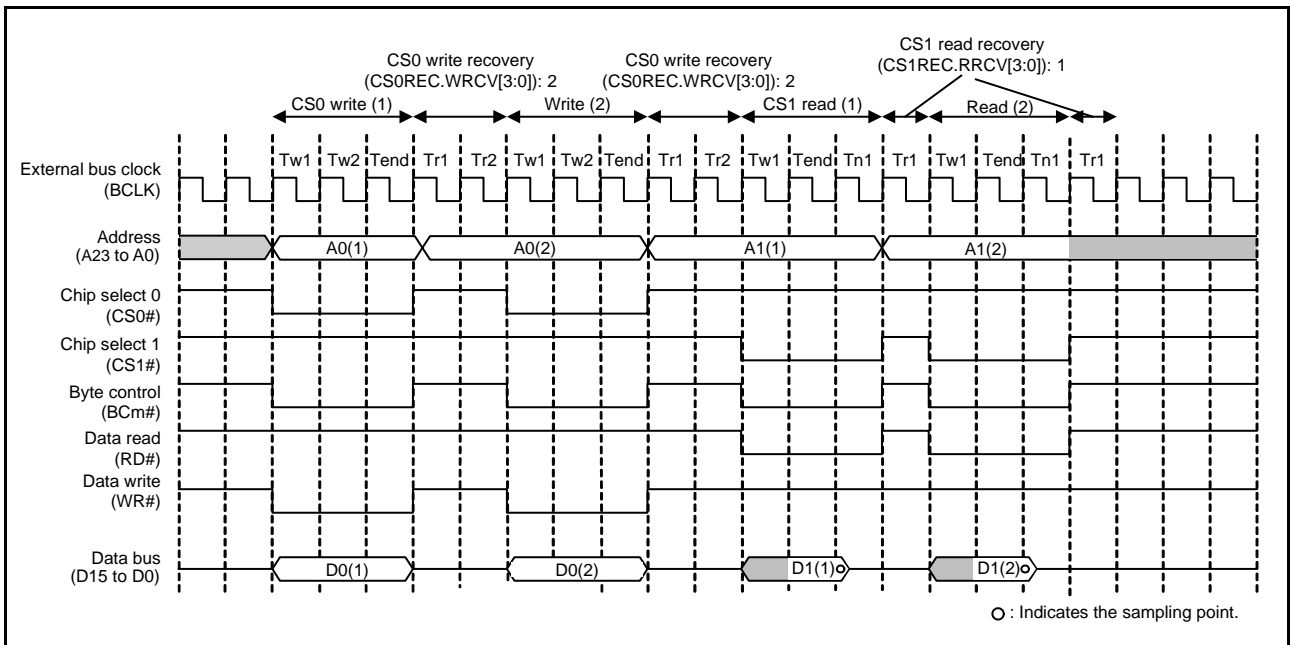 CS0 write recovery
(CS0REC.WRCV[3:0]): 2
CS0 write recovery
(CS0REC.WRCV[3:0]): 2
CS1 read recovery
(CS1REC.RRCV[3:0]): 1
CS0 write (1) Write (2) CS1 read (1) Read (2)
Tw1 Tw2 Tend Tr1 Tr2 Tw1 Tw2 Tend Tr1 Tr2 Tw1 Tend Tn1 Tr1 Tw1 Tend Tn1 Tr1
External bus clock
(BCLK)
Address
(A23 to A0)
A0(1) A0(2) A1(1) A1(2)
Chip select 0
(CS0#)
Chip select 1
(CS1#)
Byte control
(BCm#)
Data read
(RD#)
Data write
(WR#)
Data bus
(D15 to D0)
D0(1) D0(2) D1(1) D1(2)
: Indicates the sampling point.